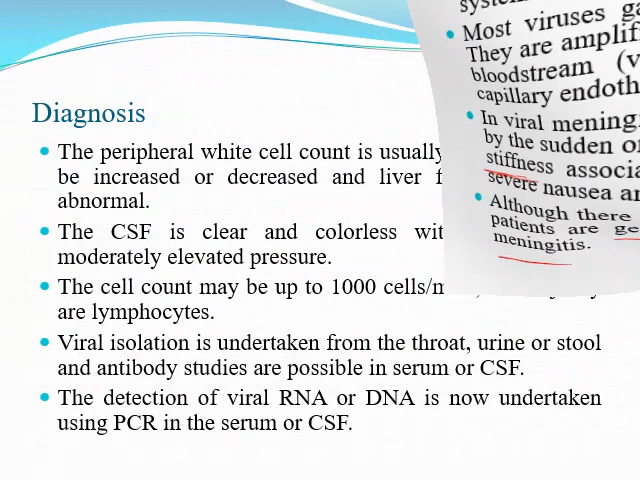 system
Most viruses ga
They are amplifi
bloodstream (v
capillary endoth
In viral mening
by the sudden on
stiffness associa
severe nausea an
Although there
patients are ge
meningitis.
Diagnosis
The peripheral white cell count is usually
be increased or decreased and liver f
abnormal.
The CSF is clear and colorless wit
moderately elevated pressure.
The cell count may be up to 1000 cells/m
are lymphocytes.
Viral isolation is undertaken from the throat, urine or stool
and antibody studies are possible in serum or CSF.
The detection of viral RNA or DNA is now undertaken
using PCR in the serum or CSF.